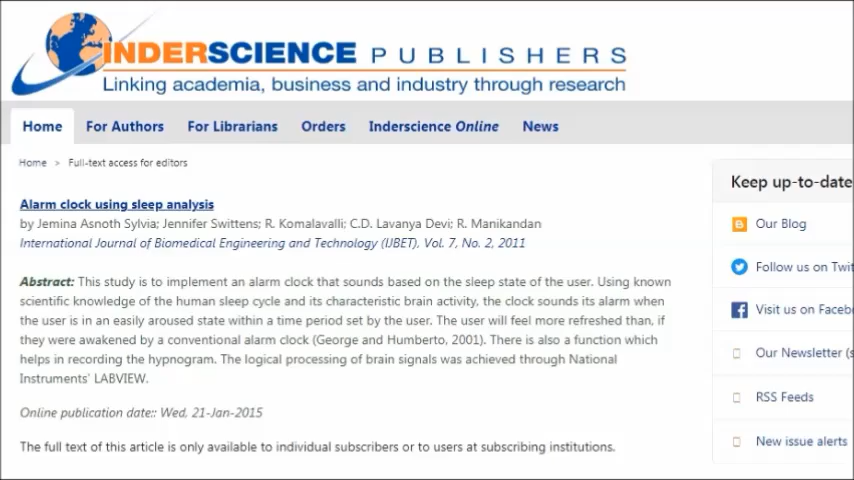 INDERSCIENCE PUBLISHERS
Linking academia, business and industry through research
Home For Authors For Librarians Orders Inderscience Online News
Home > Full-text access for editors
Alarm clock using sleep analysis
by Jemina Asnoth Sylvia; Jennifer Swittens; R. Komalavalli; C.D. Lavanya Devi; R. Manikandan
International Journal of Biomedical Engineering and Technology (IJBET), Vol. 7, No. 2, 2011
Abstract: This study is to implement an alarm clock that sounds based on the sleep state of the user. Using known
scientific knowledge of the human sleep cycle and its characteristic brain activity, the clock sounds its alarm when
the user is in an easily aroused state within a time period set by the user. The user will feel more refreshed than, if
they were awakened by a conventional alarm clock (George and Humberto, 2001). There is also a function which
helps in recording the hypnogram. The logical processing of brain signals was achieved through National
Instruments' LABVIEW.
Online publication date:: Wed, 21-Jan-2015
The full text of this article is only available to individual subscribers or to users at subscribing institutions.
Keep up-to-date
Our Blog
Follow us on Twit
Visit us on Facebo
Our Newsletter (s
RSS Feeds
New issue alerts